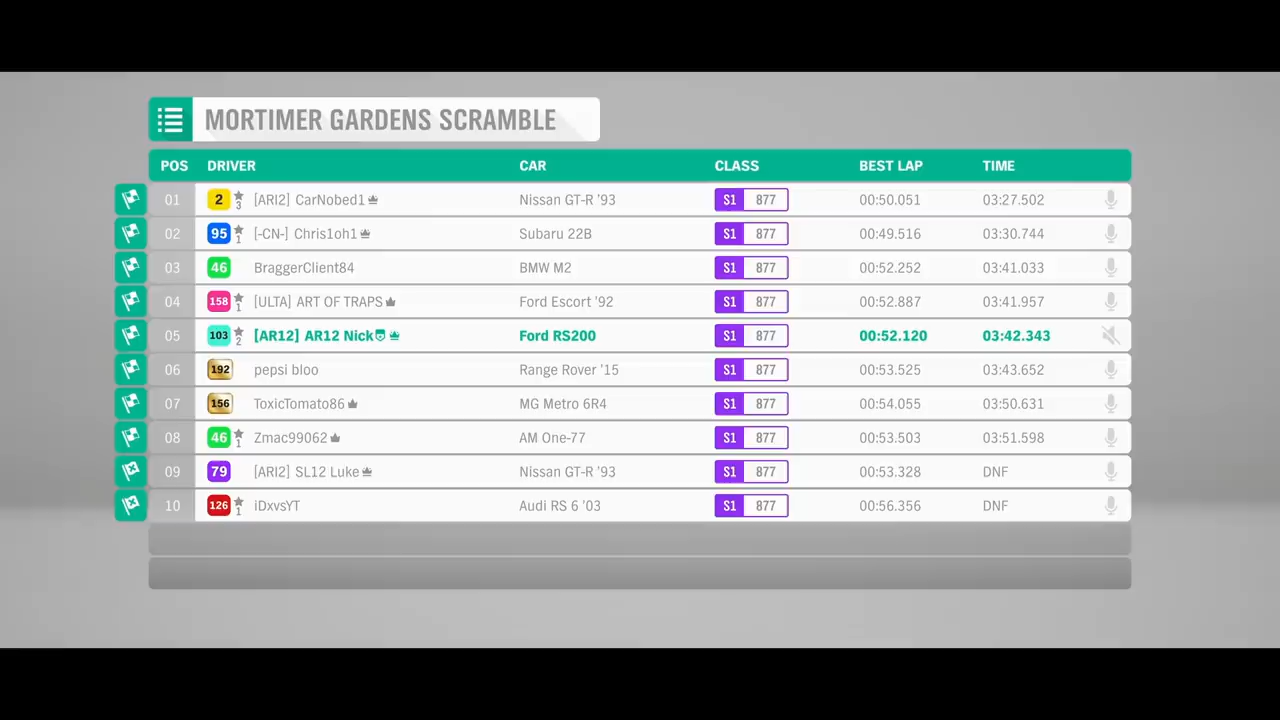 MORTIMER GARDENS SCRAMBLE
POS DRIVER CAR CLASS BEST LAP TIME
01 2 3 [ARI2] CarNobed1 Nissan GT-R '93 S1 877 00:50.051 03:27.502
02 95 1 [-CN-] Chris1oh1 Subaru 22B S1 877 00:49.516 03:30.744
03 46 BraggerClient84 BMW M2 S1 877 00:52.252 03:41.033
04 158 1 [ULTA] ART OF TRAPS Ford Escort '92 S1 877 00:52.887 03:41.957
05 103 2 [AR12] AR12 Nick Ford RS200 S1 877 00:52.120 03:42.343
06 192 pepsi bloo Range Rover '15 S1 877 00:53.525 03:43.652
07 156 ToxicTomato86 MG Metro 6R4 S1 877 00:54.055 03:50.631
08 46 1 Zmac99062 AM One-77 S1 877 00:53.503 03:51.598
09 79 [ARI2] SL12 Luke Nissan GT-R '93 S1 877 00:53.328 DNF
10 126 1 iDxvsYT Audi RS 6 '03 S1 877 00:56.356 DNF